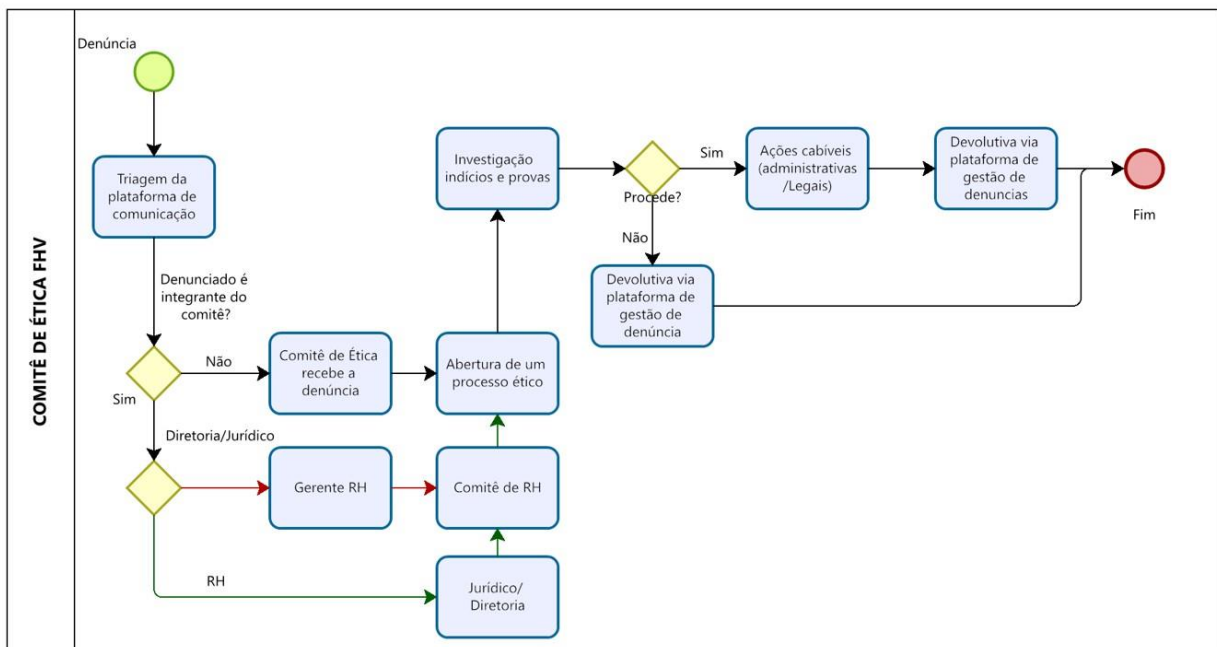 COMITÊ DE ÉTICA FHV
Denúncia
Triagem da
plataforma de
comunicação
Denunciado é
integrante do
comitê?
Não
Sim
Comitê de Ética
recebe a
denúncia
Abertura de um
processo ético
Diretoria/Jurídico
Gerente RH
Comitê de RH
RH
Jurídico/
Diretoria
Investigação
indícios e provas
Procede?
Sim
Não
Ações cabíveis
(administrativas
/Legais)
Devolutiva via
plataforma de
gestão de
denuncias
Devolutiva via
plataforma de
gestão de
denúncia
Fim